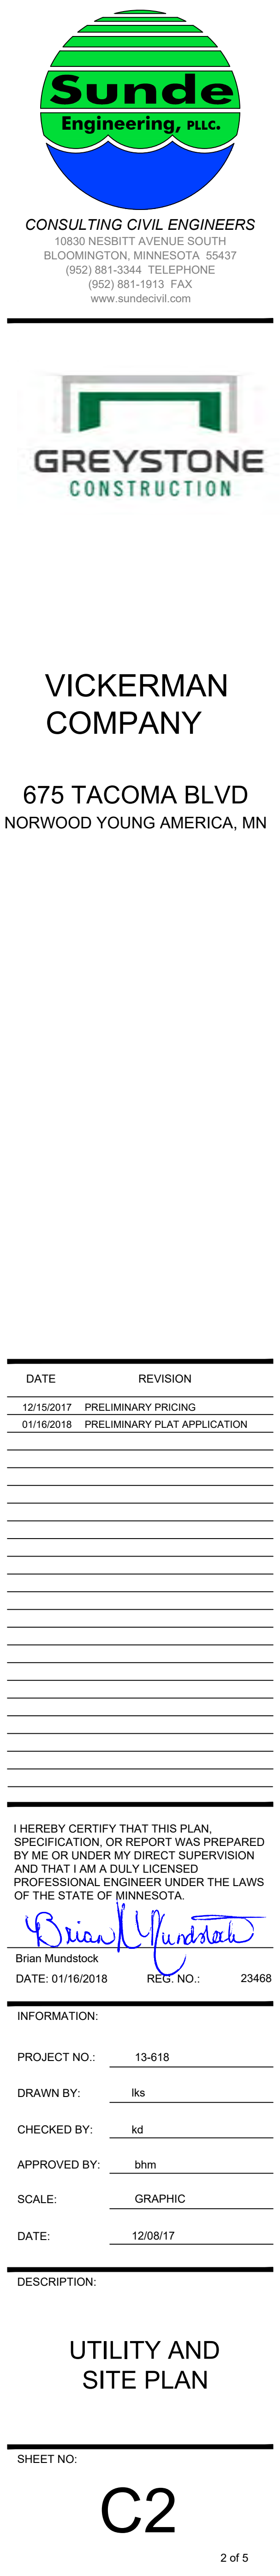 Sunde
Engineering, PLLC.
CONSULTING CIVIL ENGINEERS
10830 NESBITT AVENUE SOUTH
BLOOMINGTON, MINNESOTA 55437
(952) 881-3344 TELEPHONE
(952) 881-1913 FAX
www.sundecivil.com
GREYSTONE
CONSTRUCTION
VICKERMAN
COMPANY
675 TACOMA BLVD
NORWOOD YOUNG AMERICA, MN
DATE REVISION
12/15/2017 PRELIMINARY PRICING
01/16/2018 PRELIMINARY PLAT APPLICATION
I HEREBY CERTIFY THAT THIS PLAN,
SPECIFICATION, OR REPORT WAS PREPARED
BY ME OR UNDER MY DIRECT SUPERVISION
AND THAT I AM A DULY LICENSED
PROFESSIONAL ENGINEER UNDER THE LAWS
OF THE STATE OF MINNESOTA.
Brian Mundstock
Brian Mundstock
DATE: 01/16/2018 REG. NO.: 23468
INFORMATION:
PROJECT NO.: 13-618
DRAWN BY: lks
CHECKED BY: kd
APPROVED BY: bhm
SCALE: GRAPHIC
DATE: 12/08/17
DESCRIPTION:
UTILITY AND
SITE PLAN
SHEET NO:
C2
2 of 5